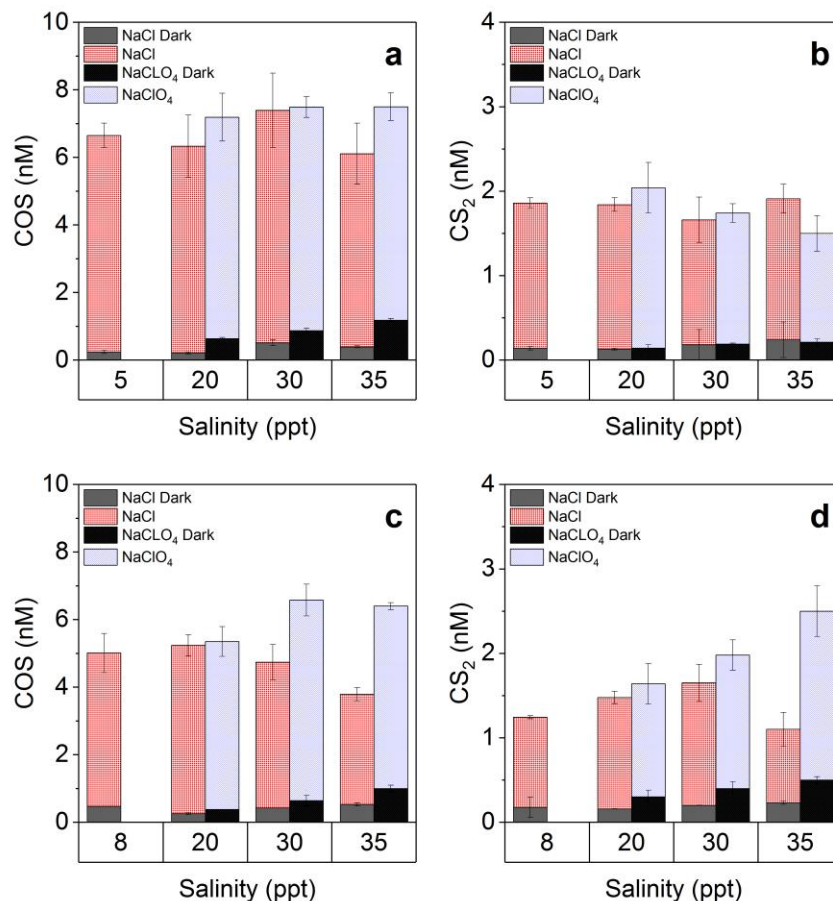 10
8
6
4
2
0
COS (nM)
NaCl Dark
NaCl
NaCLO₄ Dark
NaClO₄
a
5 20 30 35
Salinity (ppt)
4
3
2
1
0
CS₂ (nM)
NaCl Dark
NaCl
NaCLO₄ Dark
NaClO₄
b
5 20 30 35
Salinity (ppt)
10
8
6
4
2
0
COS (nM)
NaCl Dark
NaCl
NaCLO₄ Dark
NaClO₄
c
8 20 30 35
Salinity (ppt)
4
3
2
1
0
CS₂ (nM)
NaCl Dark
NaCl
NaCLO₄ Dark
NaClO₄
d
8 20 30 35
Salinity (ppt)